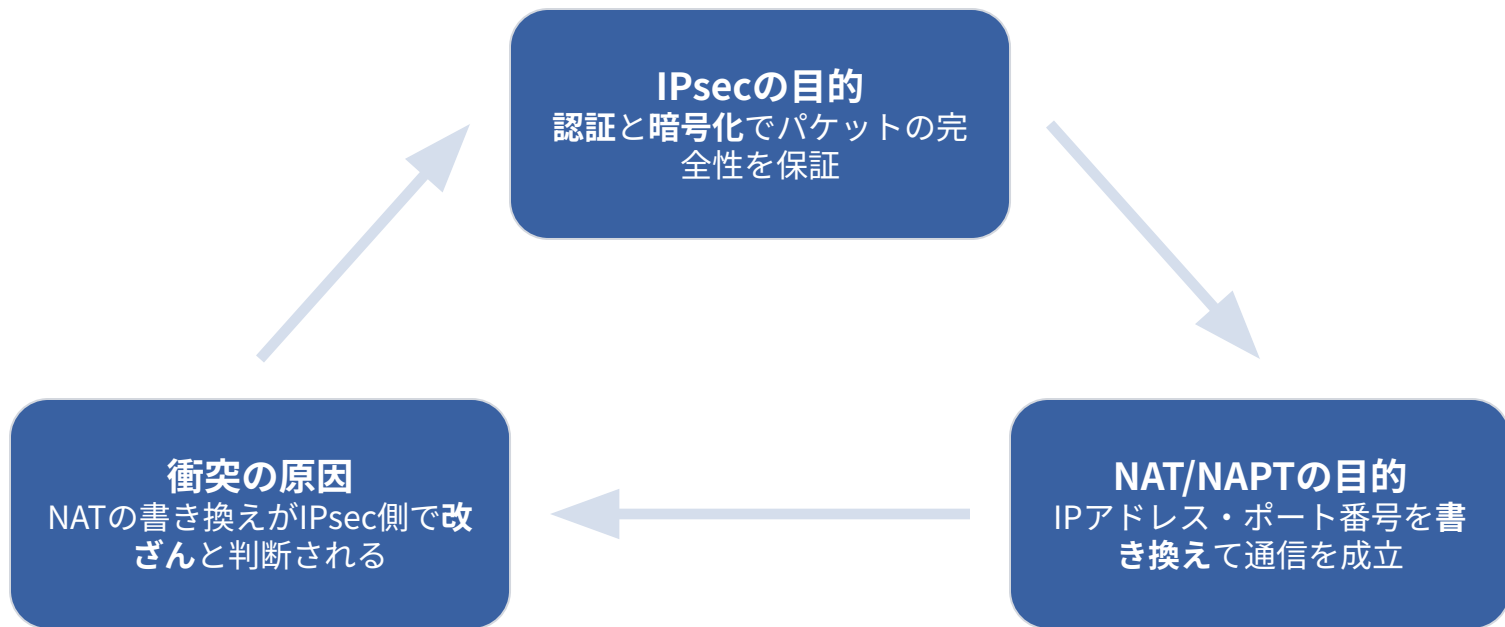 IPsecの目的
認証と暗号化でパケットの完
全性を保証
衝突の原因
NATの書き換えがIPsec側で改
ざんと判断される
NAT/NAPTの目的
IPアドレス・ポート番号を書
き換えて通信を成立